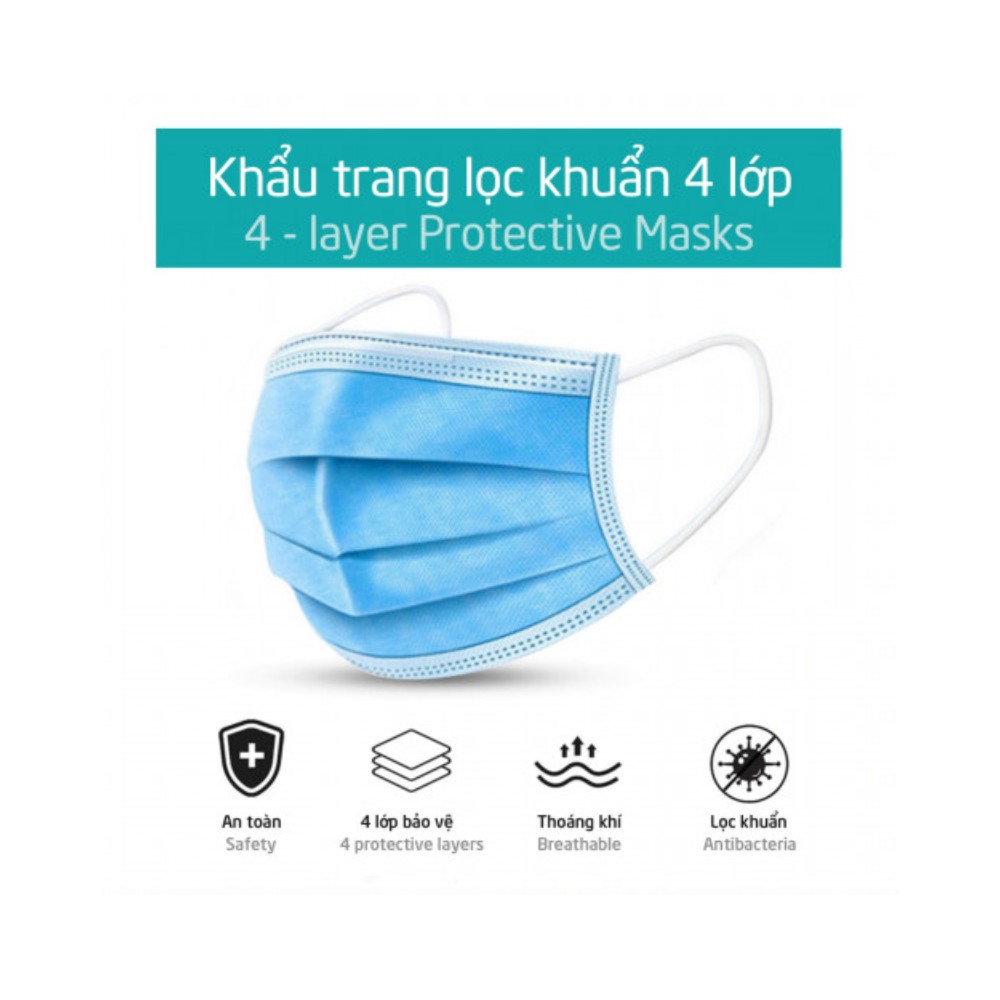 Khẩu trang lọc khuẩn 4 lớp
4 - layer Protective Masks
An toàn
Safety
4 lớp bảo vệ
4 protective layers
Thoáng khí
Breathable
Lọc khuẩn
Antibacteria